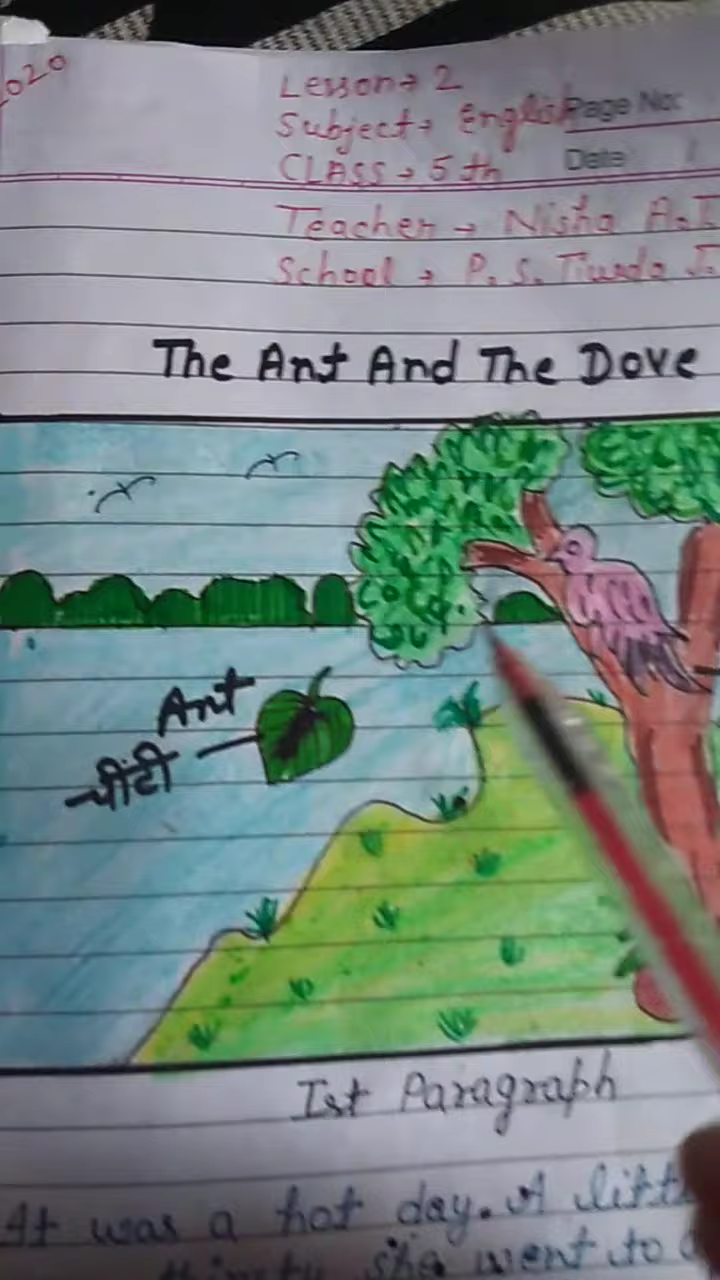 2020
Lesson → 2
Subject → English
Page No:
CLASS → 5th
Date
Teacher → Nisha A.I
School → P. S. Tiurdo J.
The Ant And The Dove
Ant
चींटी
Ist Paragraph
It was a hot day. A
she went to